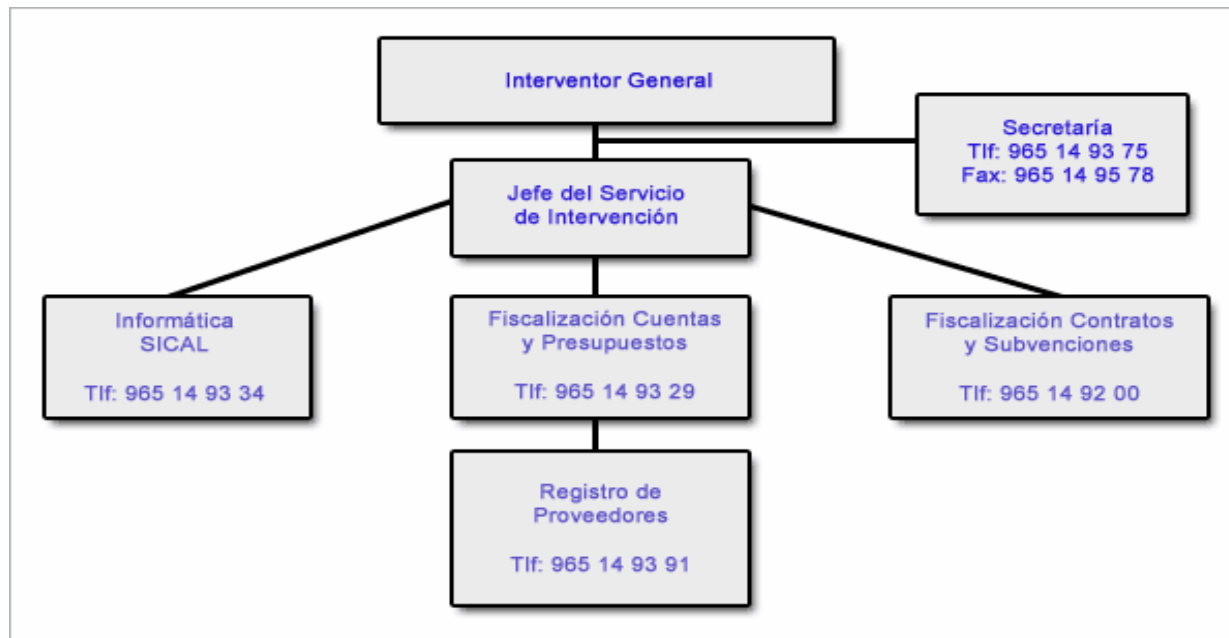 Interventor General
Secretaría
Tlf: 965 14 93 75
Fax: 965 14 95 78
Jefe del Servicio
de Intervención
Informática
SICAL
Tlf: 965 14 93 34
Fiscalización Cuentas
y Presupuestos
Tlf: 965 14 93 29
Fiscalización Contratos
y Subvenciones
Tlf: 965 14 92 00
Registro de
Proveedores
Tlf: 965 14 93 91